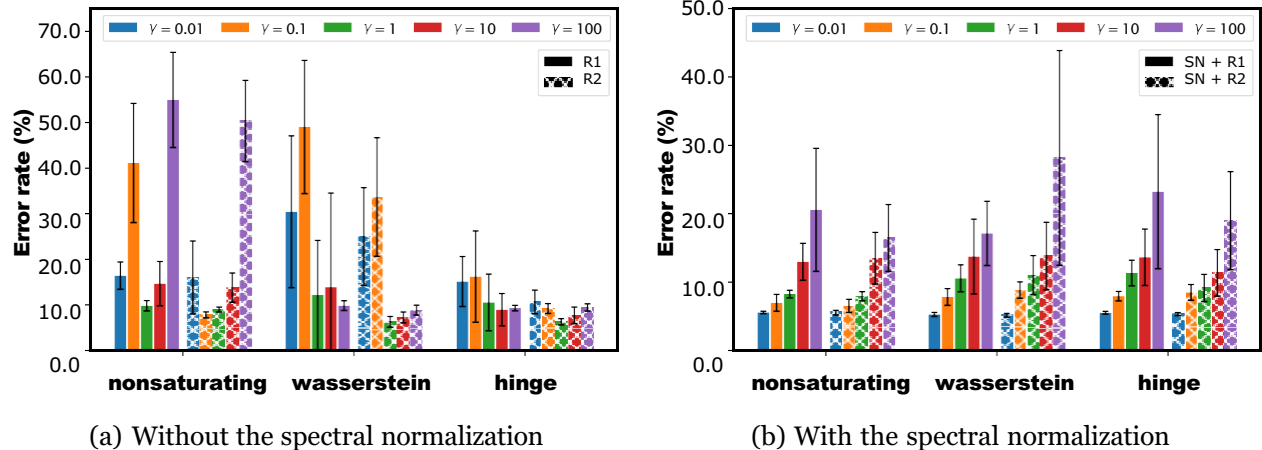 γ = 0.01 γ = 0.1 γ = 1 γ = 10 γ = 100
R1
R2
70.0
60.0
50.0
40.0
30.0
20.0
10.0
0.0
Error rate (%)
nonsaturating wasserstein hinge
(a) Without the spectral normalization
50.0
γ = 0.01 γ = 0.1 γ = 1 γ = 10 γ = 100
SN + R1
SN + R2
40.0
30.0
20.0
10.0
0.0
Error rate (%)
nonsaturating wasserstein hinge
(b) With the spectral normalization